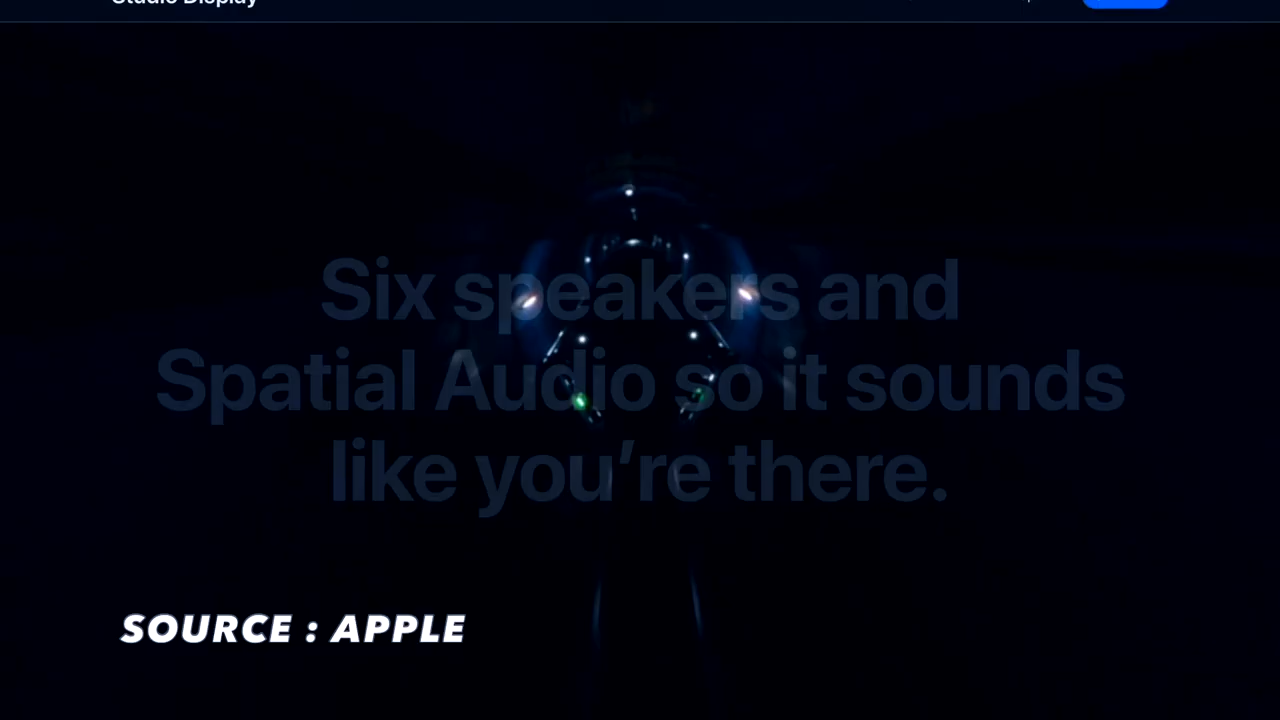 Studio Display
Six speakers and
Spatial Audio so it sounds
like you’re there.
SOURCE : APPLE